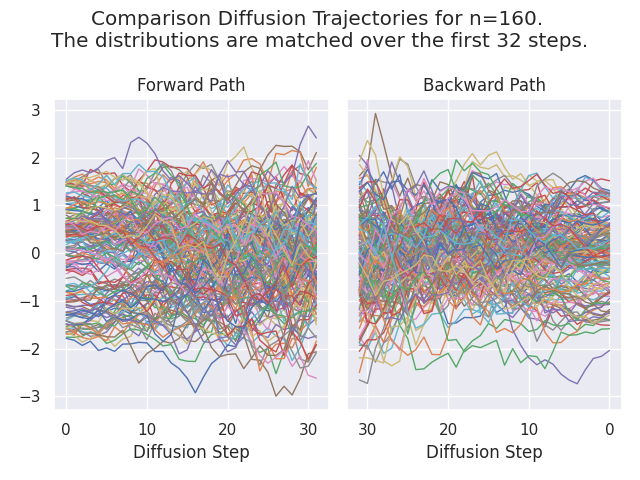 Comparison Diffusion Trajectories for n=160.
The distributions are matched over the first 32 steps.
Forward Path
Backward Path
3
2
1
0
−1
−2
−3
0 10 20 30
30 20 10 0
Diffusion Step
Diffusion Step